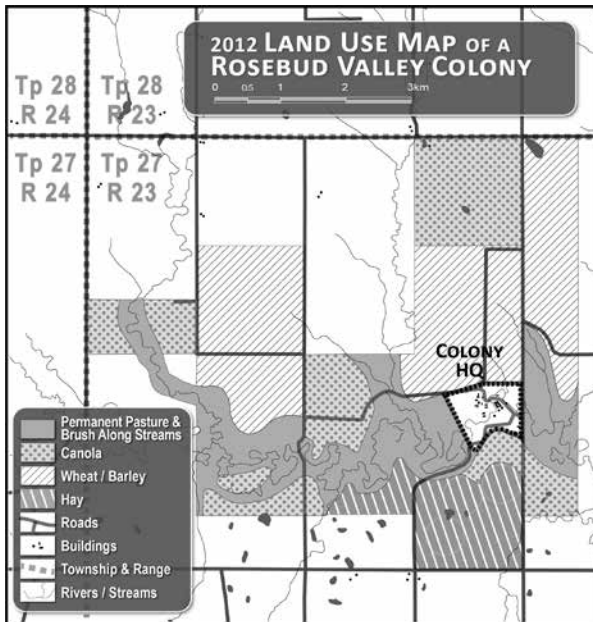 2012 LAND USE MAP OF A
ROSEBUD VALLEY COLONY
0 0.5 1 2 3km
Tp 28 Tp 28
R 24 R 23
Tp 27 Tp 27
R 24 R 23
COLONY
HQ
Permanent Pasture &
Brush Along Streams
Canola
Wheat / Barley
Hay
Roads
Buildings
Township & Range
Rivers / Streams